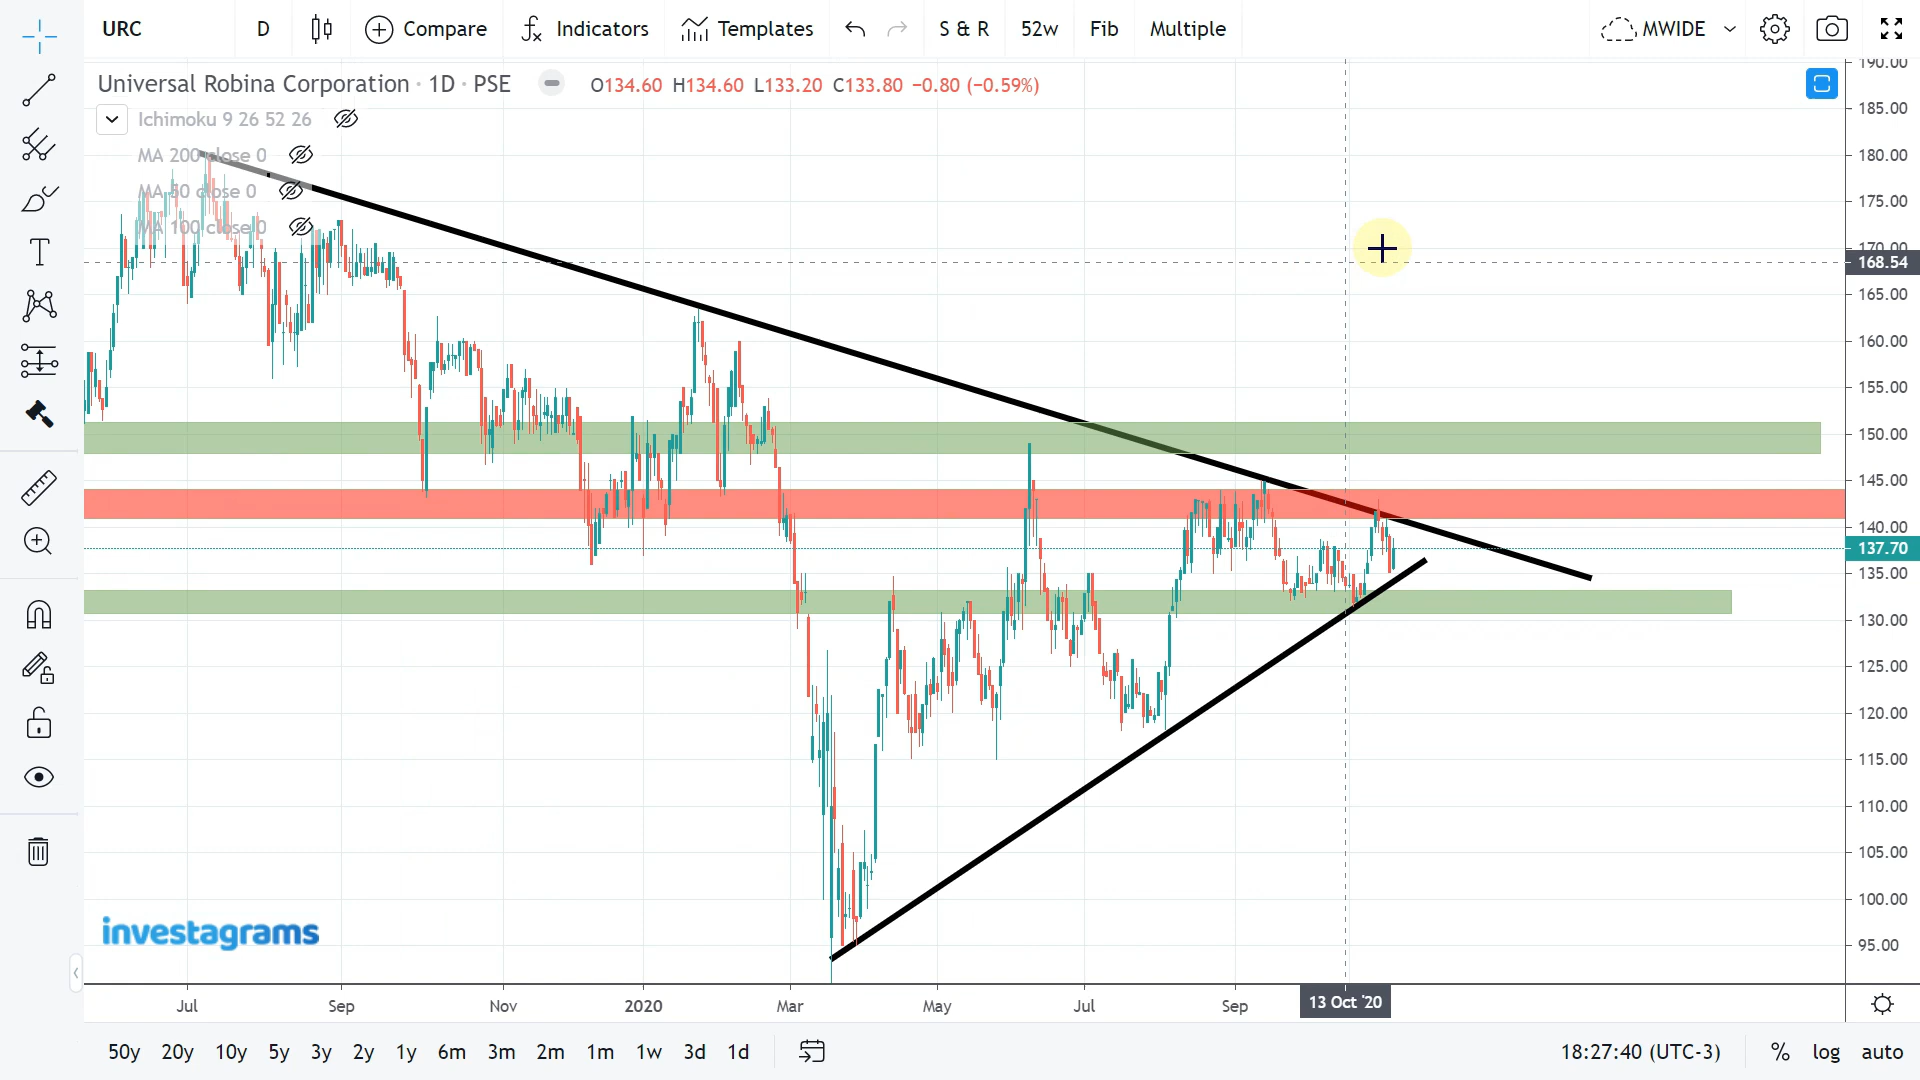 URC D Compare Indicators Templates S & R 52w Fib Multiple MWIDE
Universal Robina Corporation · 1D · PSE O134.60 H134.60 L133.20 C133.80 −0.80 (−0.59%)
Ichimoku 9 26 52 26
MA 200 close 0
MA 50 close 0
MA 100 close 0
190.00
185.00
180.00
175.00
170.00
168.54
165.00
160.00
155.00
150.00
145.00
140.00
137.70
135.00
130.00
125.00
120.00
115.00
110.00
105.00
100.00
95.00
investagrams
Jul Sep Nov 2020 Mar May Jul Sep 13 Oct '20
50y 20y 10y 5y 3y 2y 1y 6m 3m 2m 1m 1w 3d 1d 18:27:40 (UTC-3) % log auto